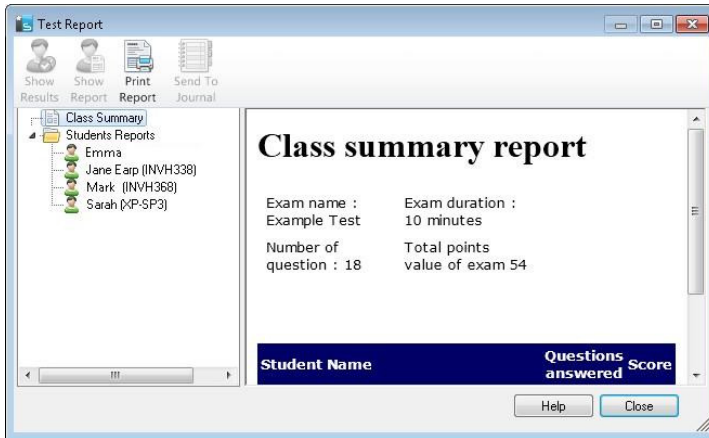 Test Report
Show Results
Show Report
Print Report
Send To Journal
Class Summary
Students Reports
Emma
Jane Earp (INVH338)
Mark (INVH368)
Sarah (XP-SP3)
Class summary report
Exam name :
Example Test
Exam duration :
10 minutes
Number of
question : 18
Total points
value of exam 54
Student Name
Questions
answered
Score
Help
Close